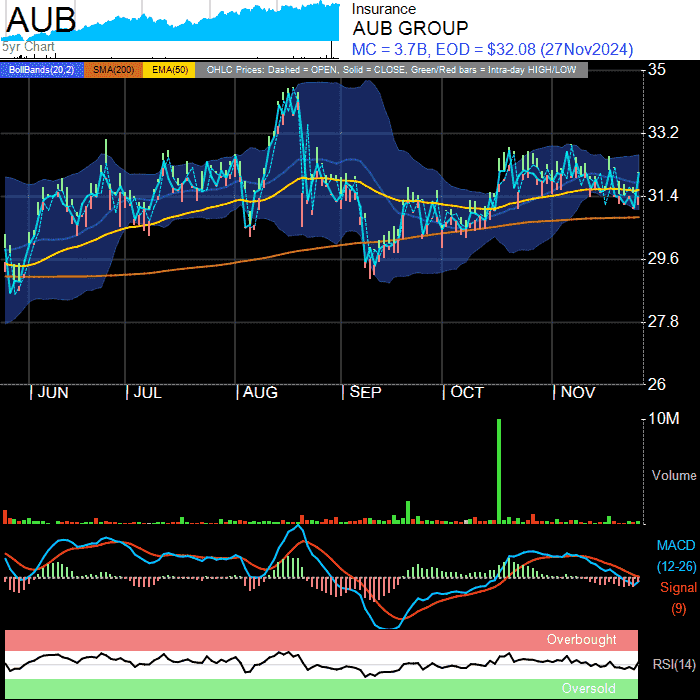 AUB
5yr Chart
Insurance
AUB GROUP
MC = 3.7B, EOD = $32.08 (27Nov2024)
BollBands(20,2) SMA(200) EMA(50) OHLC Prices: Dashed = OPEN, Solid = CLOSE, Green/Red bars = Intra-day HIGH/LOW
35
33.2
31.4
29.6
27.8
26
JUN JUL AUG SEP OCT NOV
10M
Volume
MACD
(12-26)
Signal
(9)
Overbought
RSI(14)
Oversold